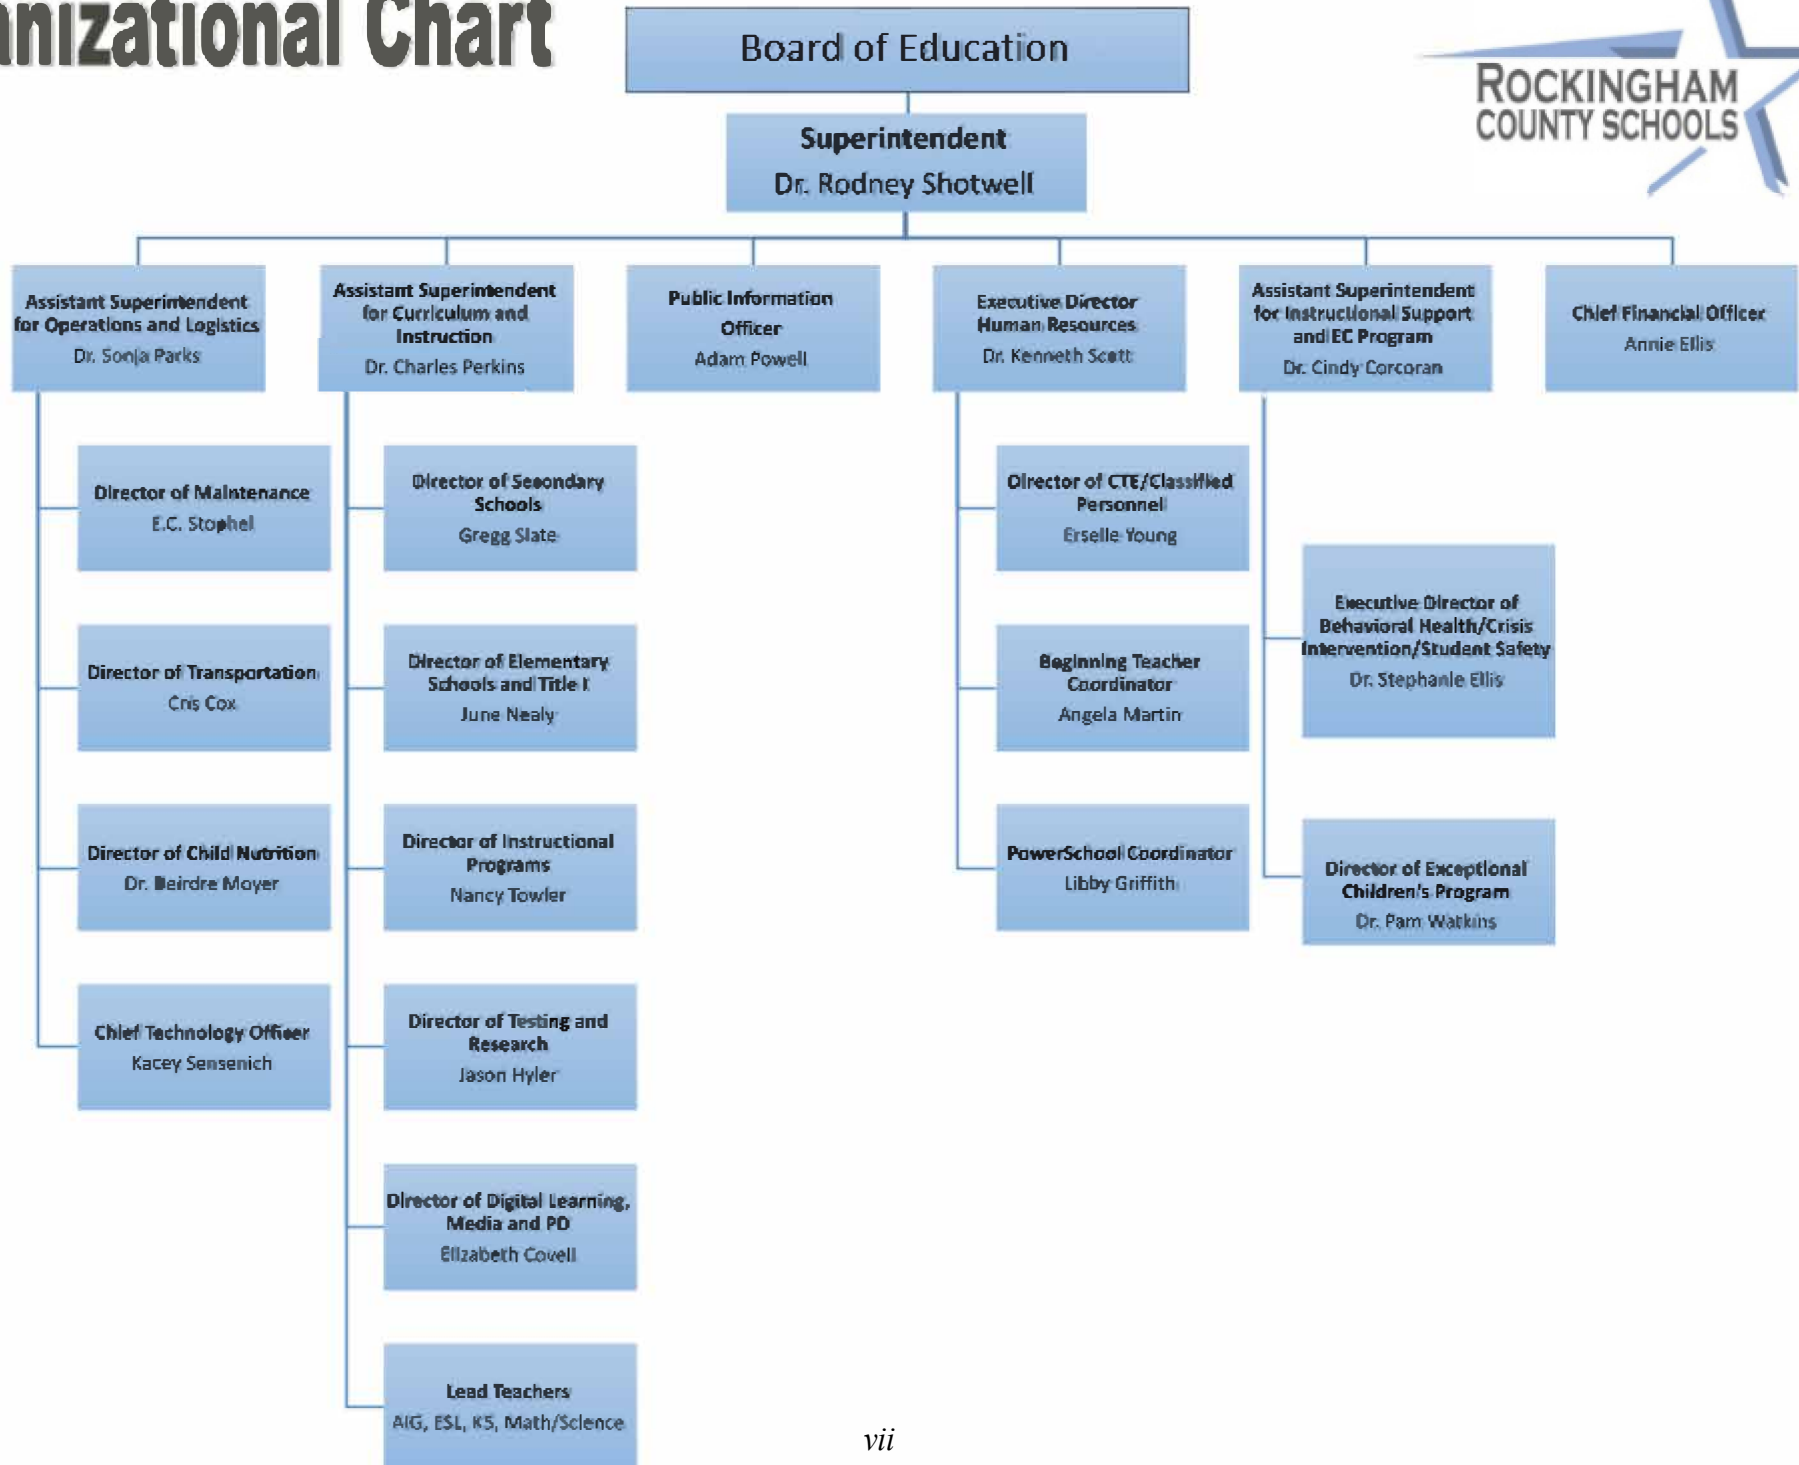 anizational Chart
ROCKINGHAM
COUNTY SCHOOLS
Board of Education
Superintendent
Dr. Rodney Shotwell
Assistant Superintendent
for Operations and Logistics
Dr. Sonja Parks
Director of Maintenance
E.C. Stophel
Director of Transportation
Cris Cox
Director of Child Nutrition
Dr. Deirdre Moyer
Chief Technology Officer
Kacey Sensenich
Assistant Superintendent
for Curriculum and
Instruction
Dr. Charles Perkins
Director of Secondary
Schools
Gregg Slate
Director of Elementary
Schools and Title I
June Nealy
Director of Instructional
Programs
Nancy Towler
Director of Testing and
Research
Jason Hyler
Director of Digital Learning,
Media and PD
Elizabeth Covell
Lead Teachers
AIG, ESL, K5, Math/Science
Public Information
Officer
Adam Powell
Executive Director
Human Resources
Dr. Kenneth Scott
Director of CTE/Classified
Personnel
Erselle Young
Beginning Teacher
Coordinator
Angela Martin
PowerSchool Coordinator
Libby Griffith
Assistant Superintendent
for Instructional Support
and EC Program
Dr. Cindy Corcoran
Executive Director of
Behavioral Health/Crisis
Intervention/Student Safety
Dr. Stephanie Ellis
Director of Exceptional
Children's Program
Dr. Pam Watkins
Chief Financial Officer
Annie Ellis
vii